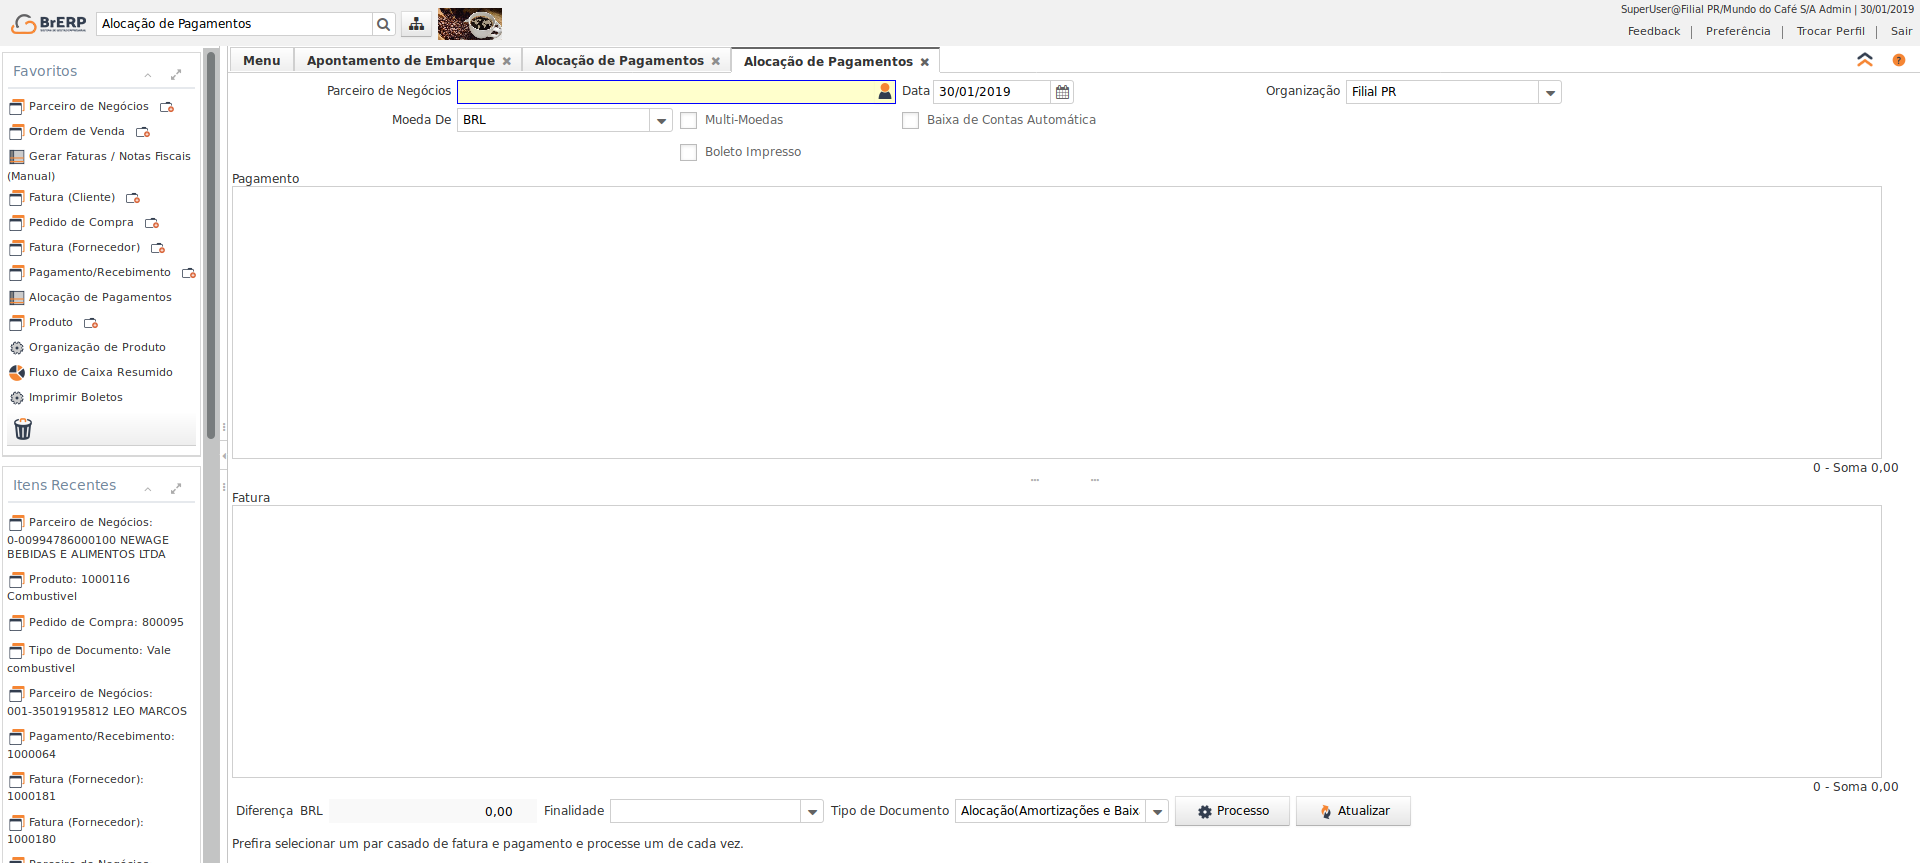 BrERP
Alocação de Pagamentos
SuperUser@Filial PR/Mundo do Café S/A Admin | 30/01/2019
Feedback | Preferência | Trocar Perfil | Sair
Favoritos
Parceiro de Negócios
Ordem de Venda
Gerar Faturas / Notas Fiscais
(Manual)
Fatura (Cliente)
Pedido de Compra
Fatura (Fornecedor)
Pagamento/Recebimento
Alocação de Pagamentos
Produto
Organização de Produto
Fluxo de Caixa Resumido
Imprimir Boletos
Itens Recentes
Parceiro de Negócios:
0-00994786000100 NEWAGE
BEBIDAS E ALIMENTOS LTDA
Produto: 1000116
Combustivel
Pedido de Compra: 800095
Tipo de Documento: Vale
combustivel
Parceiro de Negócios:
001-35019195812 LEO MARCOS
Pagamento/Recebimento:
1000064
Fatura (Fornecedor):
1000181
Fatura (Fornecedor):
1000180
Parceiro de Negócios
Menu
Apontamento de Embarque
Alocação de Pagamentos
Alocação de Pagamentos
Parceiro de Negócios
Data 30/01/2019
Organização Filial PR
Moeda De BRL
Multi-Moedas
Baixa de Contas Automática
Boleto Impresso
Pagamento
0 - Soma 0,00
Fatura
0 - Soma 0,00
Diferença BRL 0,00
Finalidade
Tipo de Documento Alocação(Amortizações e Baix
Processo
Atualizar
Prefira selecionar um par casado de fatura e pagamento e processe um de cada vez.